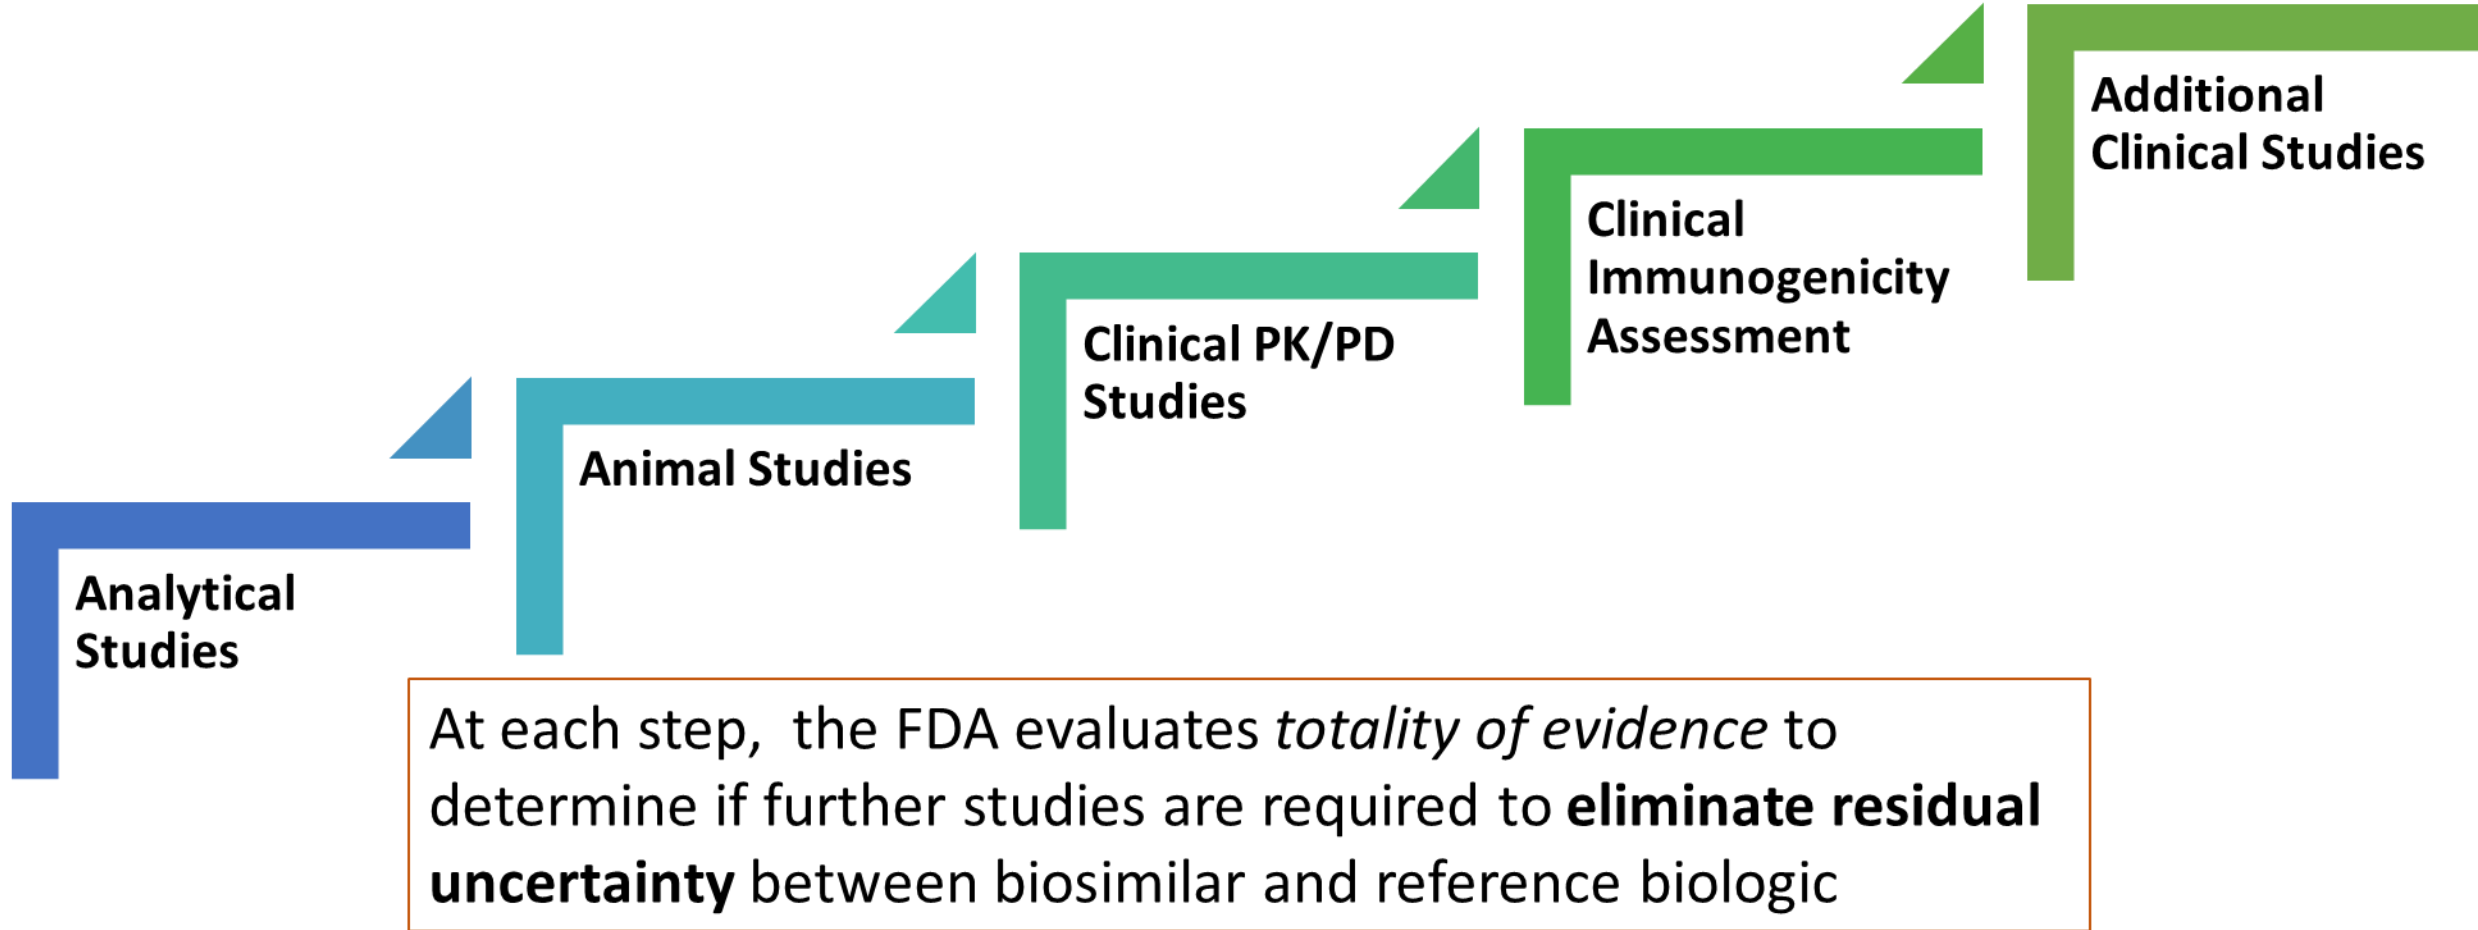 Analytical
Studies
Animal Studies
Clinical PK/PD
Studies
Clinical
Immunogenicity
Assessment
Additional
Clinical Studies
At each step,  the FDA evaluates totality of evidence to
determine if further studies are required to eliminate residual
uncertainty between biosimilar and reference biologic